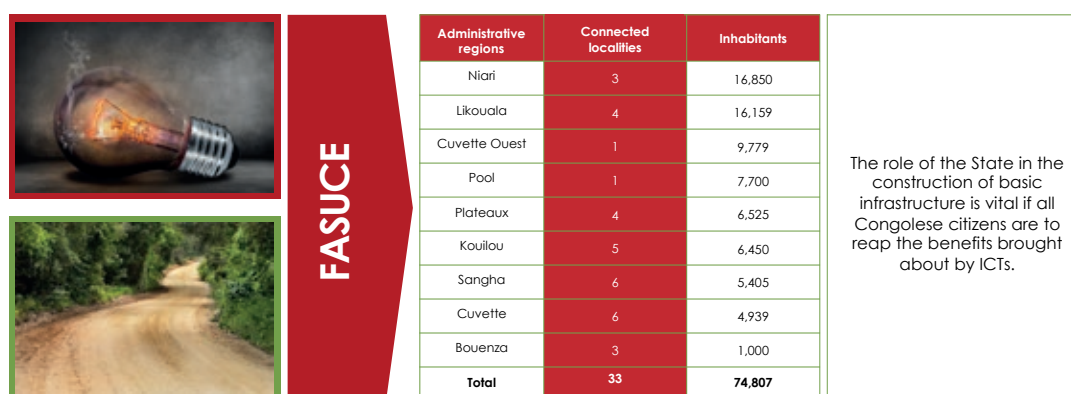 FASUCE
Administrative regions Connected localities Inhabitants
Niari 3 16,850
Likouala 4 16,159
Cuvette Ouest 1 9,779
Pool 1 7,700
Plateaux 4 6,525
Kouilou 5 6,450
Sangha 6 5,405
Cuvette 6 4,939
Bouenza 3 1,000
Total 33 74,807
The role of the State in the
construction of basic
infrastructure is vital if all
Congolese citizens are to
reap the benefits brought
about by ICTs.